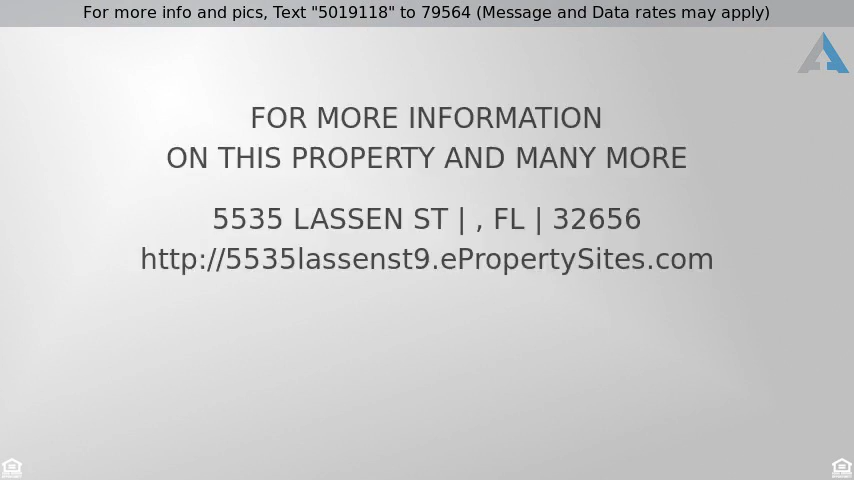 For more info and pics, Text "5019118" to 79564 (Message and Data rates may apply)
FOR MORE INFORMATION
ON THIS PROPERTY AND MANY MORE
5535 LASSEN ST | , FL | 32656
http://5535lassenst9.ePropertySites.com